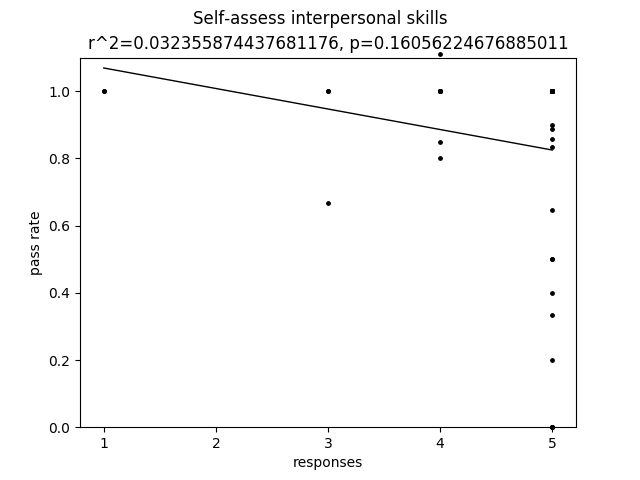 Self-assess interpersonal skills
r^2=0.032355874437681176, p=0.16056224676885011
1.0
0.8
0.6
0.4
0.2
0.0
pass rate
1 2 3 4 5
responses